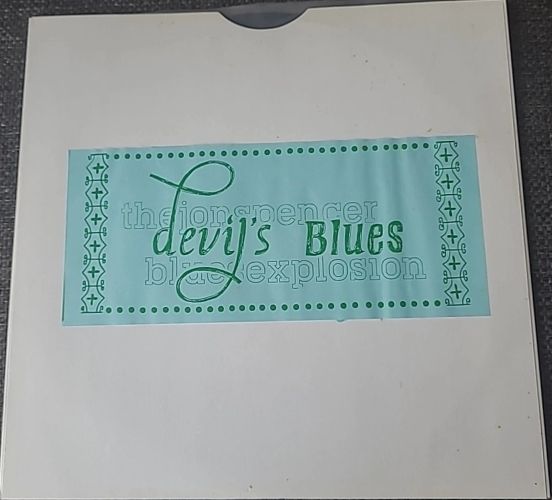 thejonspencer
devil's Blues
bluesexplosion